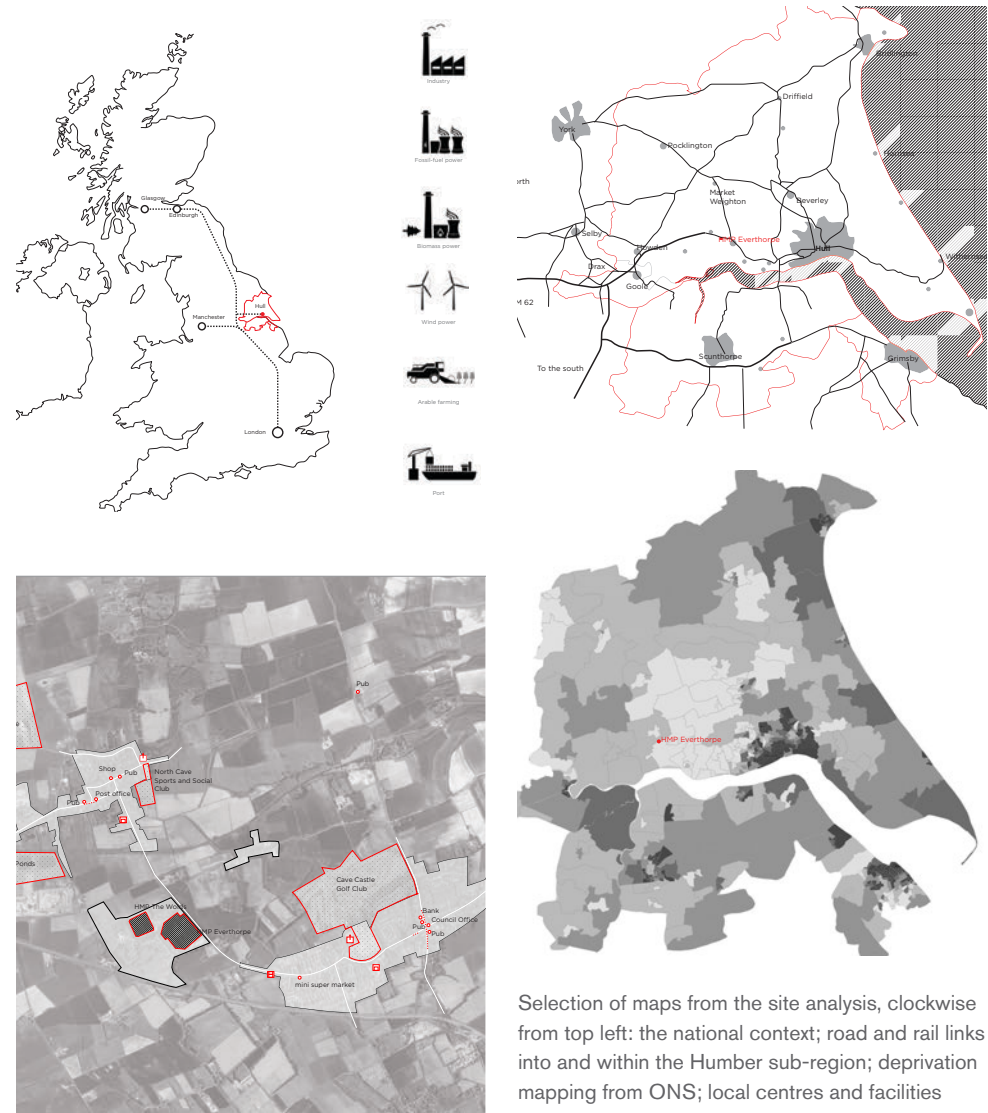 Glasgow
Edinburgh
Hull
Manchester
London
Industry
Fossil-fuel power
Biomass power
Wind power
Arable farming
Port
Bridlington
Driffield
York
Pocklington
Hornsea
orth
Market
Weighton
Beverley
HMP Everthorpe
Selby
Howden
Hull
Withernsea
Drax
Goole
M 62
Scunthorpe
Grimsby
To the south
HMP Everthorpe
Pub
Shop
Pub
North Cave
Sports and Social
Club
Post office
Pub
Ponds
Cave Castle
Golf Club
HMP The Wolds
HMP Everthorpe
Bank
Council Office
Pub
Pub
mini super market
Selection of maps from the site analysis, clockwise
from top left: the national context; road and rail links
into and within the Humber sub-region; deprivation
mapping from ONS; local centres and facilities